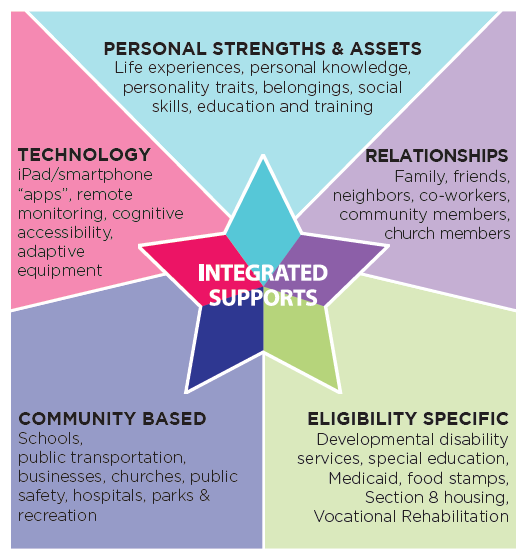 PERSONAL STRENGTHS & ASSETS
Life experiences, personal knowledge,
personality traits, belongings, social
skills, education and training
TECHNOLOGY
iPad/smartphone
“apps”, remote
monitoring, cognitive
accessibility,
adaptive
equipment
RELATIONSHIPS
Family, friends,
neighbors, co-workers,
community members,
church members
INTEGRATED
SUPPORTS
COMMUNITY BASED
Schools,
public transportation,
businesses, churches, public
safety, hospitals, parks &
recreation
ELIGIBILITY SPECIFIC
Developmental disability
services, special education,
Medicaid, food stamps,
Section 8 housing,
Vocational Rehabilitation